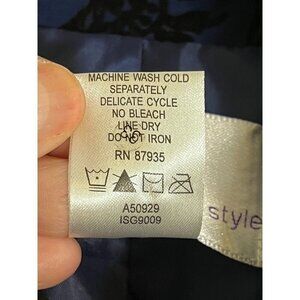 MACHINE WASH COLD
SEPARATELY
DELICATE CYCLE
NO BLEACH
LINE DRY
DO NOT IRON
RN 87935
A50929
ISG9009
style